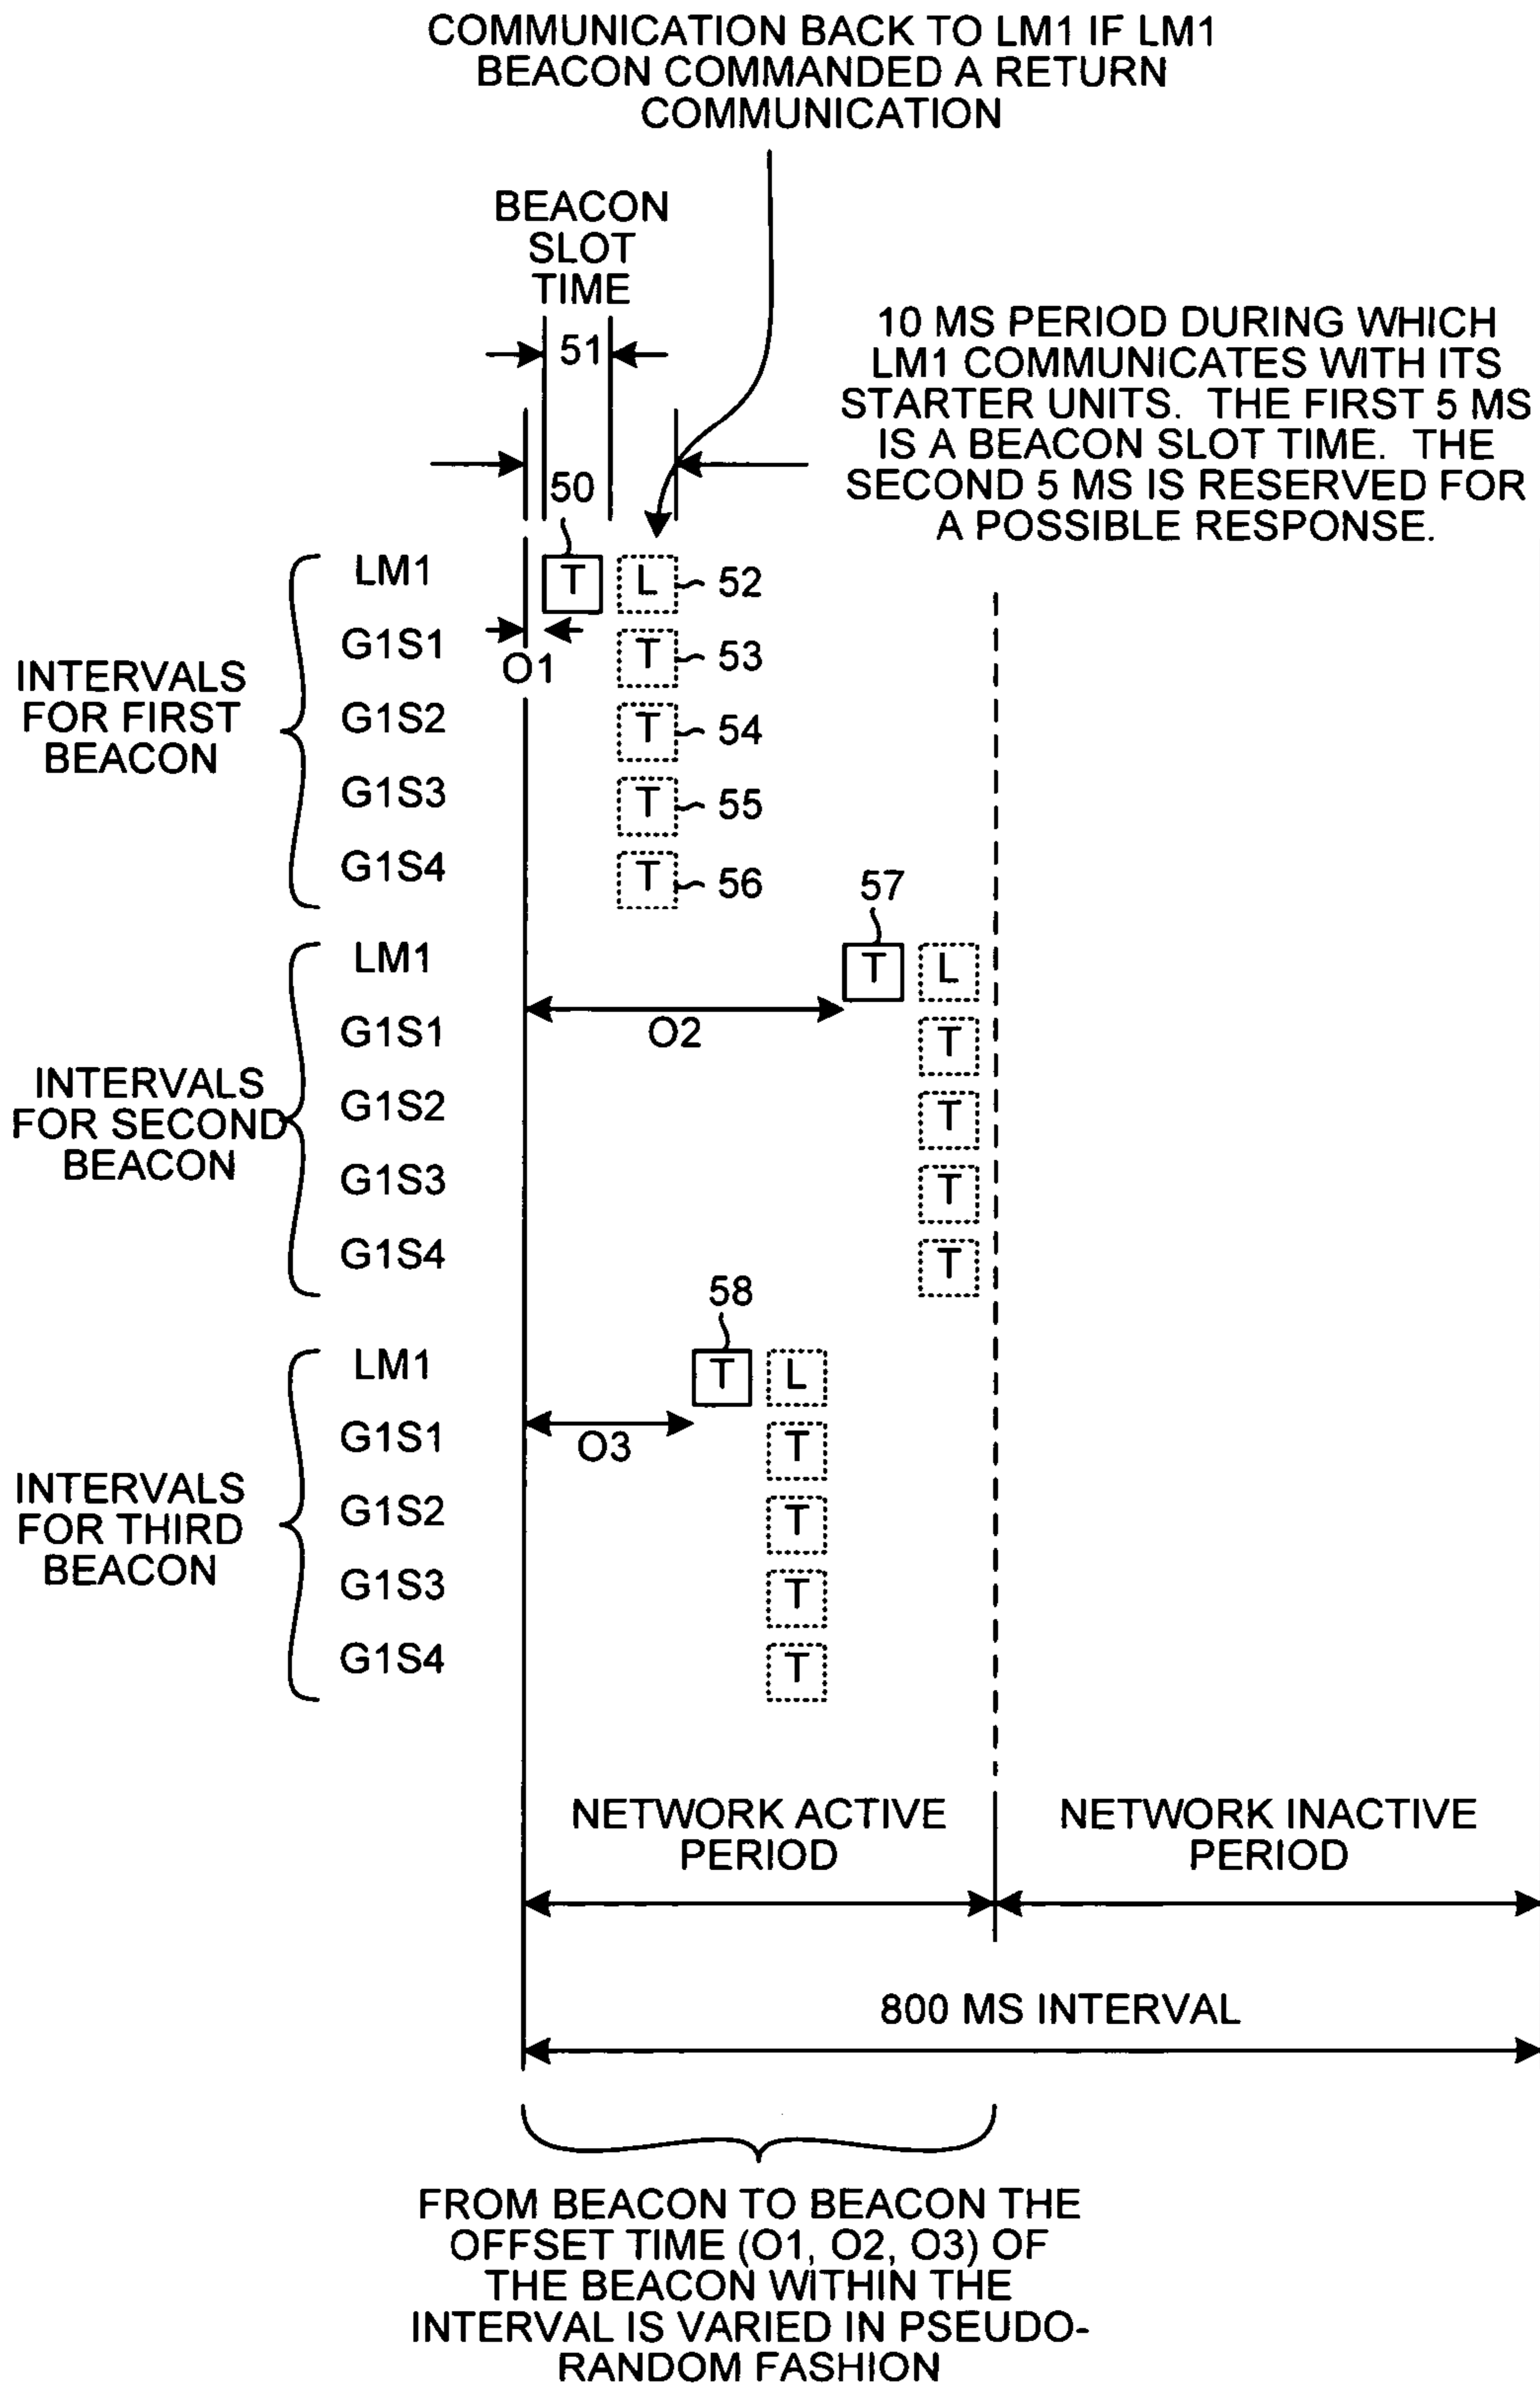 COMMUNICATION BACK TO LM1 IF LM1
BEACON COMMANDED A RETURN
COMMUNICATION
BEACON
SLOT
TIME
51
10 MS PERIOD DURING WHICH
LM1 COMMUNICATES WITH ITS
STARTER UNITS. THE FIRST 5 MS
IS A BEACON SLOT TIME. THE
SECOND 5 MS IS RESERVED FOR
A POSSIBLE RESPONSE.
50
INTERVALS
FOR FIRST
BEACON
LM1 T L 52
G1S1 O1 T 53
G1S2 T 54
G1S3 T 55
G1S4 T 56
57
INTERVALS
FOR SECOND
BEACON
LM1 T L
G1S1 O2 T
G1S2 T
G1S3 T
G1S4 T
58
INTERVALS
FOR THIRD
BEACON
LM1 T L
G1S1 O3 T
G1S2 T
G1S3 T
G1S4 T
NETWORK ACTIVE
PERIOD
NETWORK INACTIVE
PERIOD
800 MS INTERVAL
FROM BEACON TO BEACON THE
OFFSET TIME (O1, O2, O3) OF
THE BEACON WITHIN THE
INTERVAL IS VARIED IN PSEUDO-
RANDOM FASHION